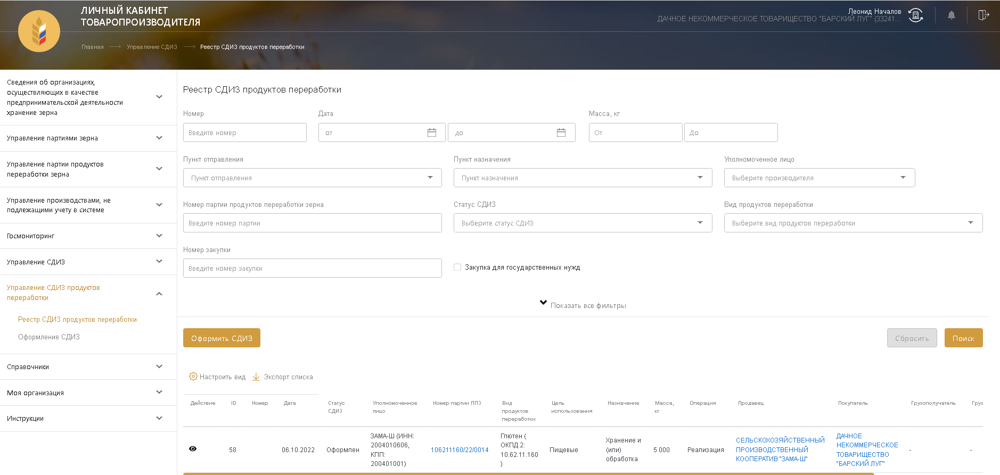 ЛИЧНЫЙ КАБИНЕТ
ТОВАРОПРОИЗВОДИТЕЛЯ
Леонид Началов
ДАЧНОЕ НЕКОММЕРЧЕСКОЕ ТОВАРИЩЕСТВО "БАРСКИЙ ЛУГ" (33241...
Главная
Управление СДИЗ
Реестр СДИЗ продуктов переработки
Сведения об организациях,
осуществляющих в качестве
предпринимательской деятельности
хранение зерна
Управление партиями зерна
Управление партии продуктов
переработки зерна
Управление производствами, не
подлежащими учету в системе
Госмониторинг
Управление СДИЗ
Управление СДИЗ продуктов
переработки
Реестр СДИЗ продуктов переработки
Оформление СДИЗ
Справочники
Моя организация
Инструкции
Реестр СДИЗ продуктов переработки
Номер
Дата
Масса, кг
Введите номер
от
до
От
До
Пункт отправления
Пункт назначения
Уполномоченное лицо
Пункт отправления
Пункт назначения
Выберите производителя
Номер партии продуктов переработки зерна
Статус СДИЗ
Вид продуктов переработки
Введите номер партии
Выберите статус СДИЗ
Выберите вид продуктов переработки
Номер закупки
Введите номер закупки
Закупка для государственных нужд
Показать все фильтры
Оформить СДИЗ
Сбросить
Поиск
Настроить вид
Экспорт списка
Действие
ID
Номер
Дата
Статус
СДИЗ
Уполномоченное
лицо
Номер партии ППЗ
Вид
продуктов
переработки
Цель
использования
Назначение
Масса,
кг
Операция
Продавец
Покупатель
Грузополучатель
Груз
58
06.10.2022
Оформлен
ЗАМА-Ш (ИНН:
2004010606,
КПП:
200401001)
106211160/22/0014
Глютен (
ОКПД 2:
10.62.11.160
)
Пищевые
Хранение и
(или)
обработка
5 000
Реализация
СЕЛЬСКОХОЗЯЙСТВЕННЫЙ
ПРОИЗВОДСТВЕННЫЙ
КООПЕРАТИВ "ЗАМА-Ш"
ДАЧНОЕ
НЕКОММЕРЧЕСКОЕ
ТОВАРИЩЕСТВО
"БАРСКИЙ ЛУГ"
-
-